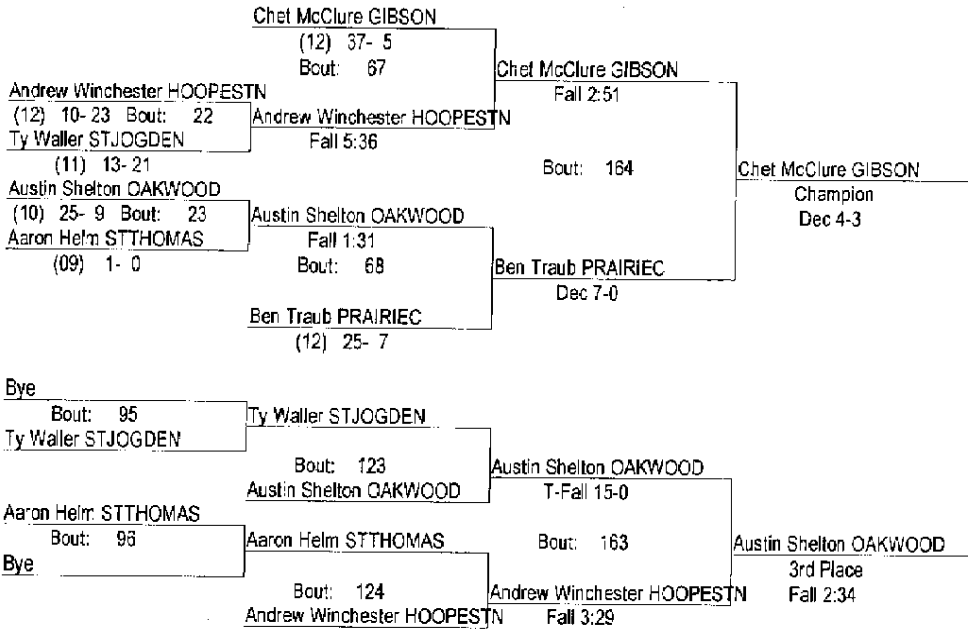 Chet McClure GIBSON
(12) 37- 5
Bout: 67
Chet McClure GIBSON
Fall 2:51
Andrew Winchester HOOPESTN
(12) 10- 23 Bout: 22
Andrew Winchester HOOPESTN
Ty Waller STJOGDEN
Fall 5:36
(11) 13- 21
Bout: 164
Chet McClure GIBSON
Champion
Dec 4-3
Austin Shelton OAKWOOD
(10) 25- 9 Bout: 23
Austin Shelton OAKWOOD
Aaron Helm STTHOMAS
Fall 1:31
(09) 1- 0
Bout: 68
Ben Traub PRAIRIEC
Dec 7-0
Ben Traub PRAIRIEC
(12) 25- 7
Bye
Bout: 95
Ty Waller STJOGDEN
Ty Waller STJOGDEN
Bout: 123
Austin Shelton OAKWOOD
Austin Shelton OAKWOOD
T-Fall 15-0
Aaron Helm STTHOMAS
Bout: 96
Aaron Helm STTHOMAS
Bye
Bout: 163
Austin Shelton OAKWOOD
3rd Place
Fall 2:34
Bout: 124
Andrew Winchester HOOPESTN
Andrew Winchester HOOPESTN
Fall 3:29